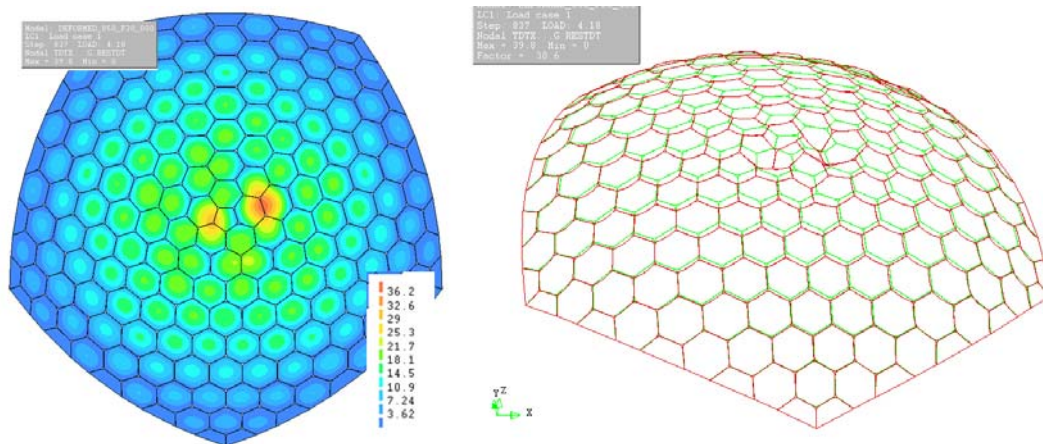 Model: DEFORMED_R60_P30_S00
LC1: Load case 1
Step: 837 LOAD: 4.18
Nodal TDTX...G RESTDT
Max = 39.8 Min = 0
36.2
32.6
29
25.3
21.7
18.1
14.5
10.9
7.24
3.62
LC1: Load case 1
Step: 837 LOAD: 4.18
Nodal TDTX...G RESTDT
Max = 39.8 Min = 0
Factor = 38.6
Y
Z
X